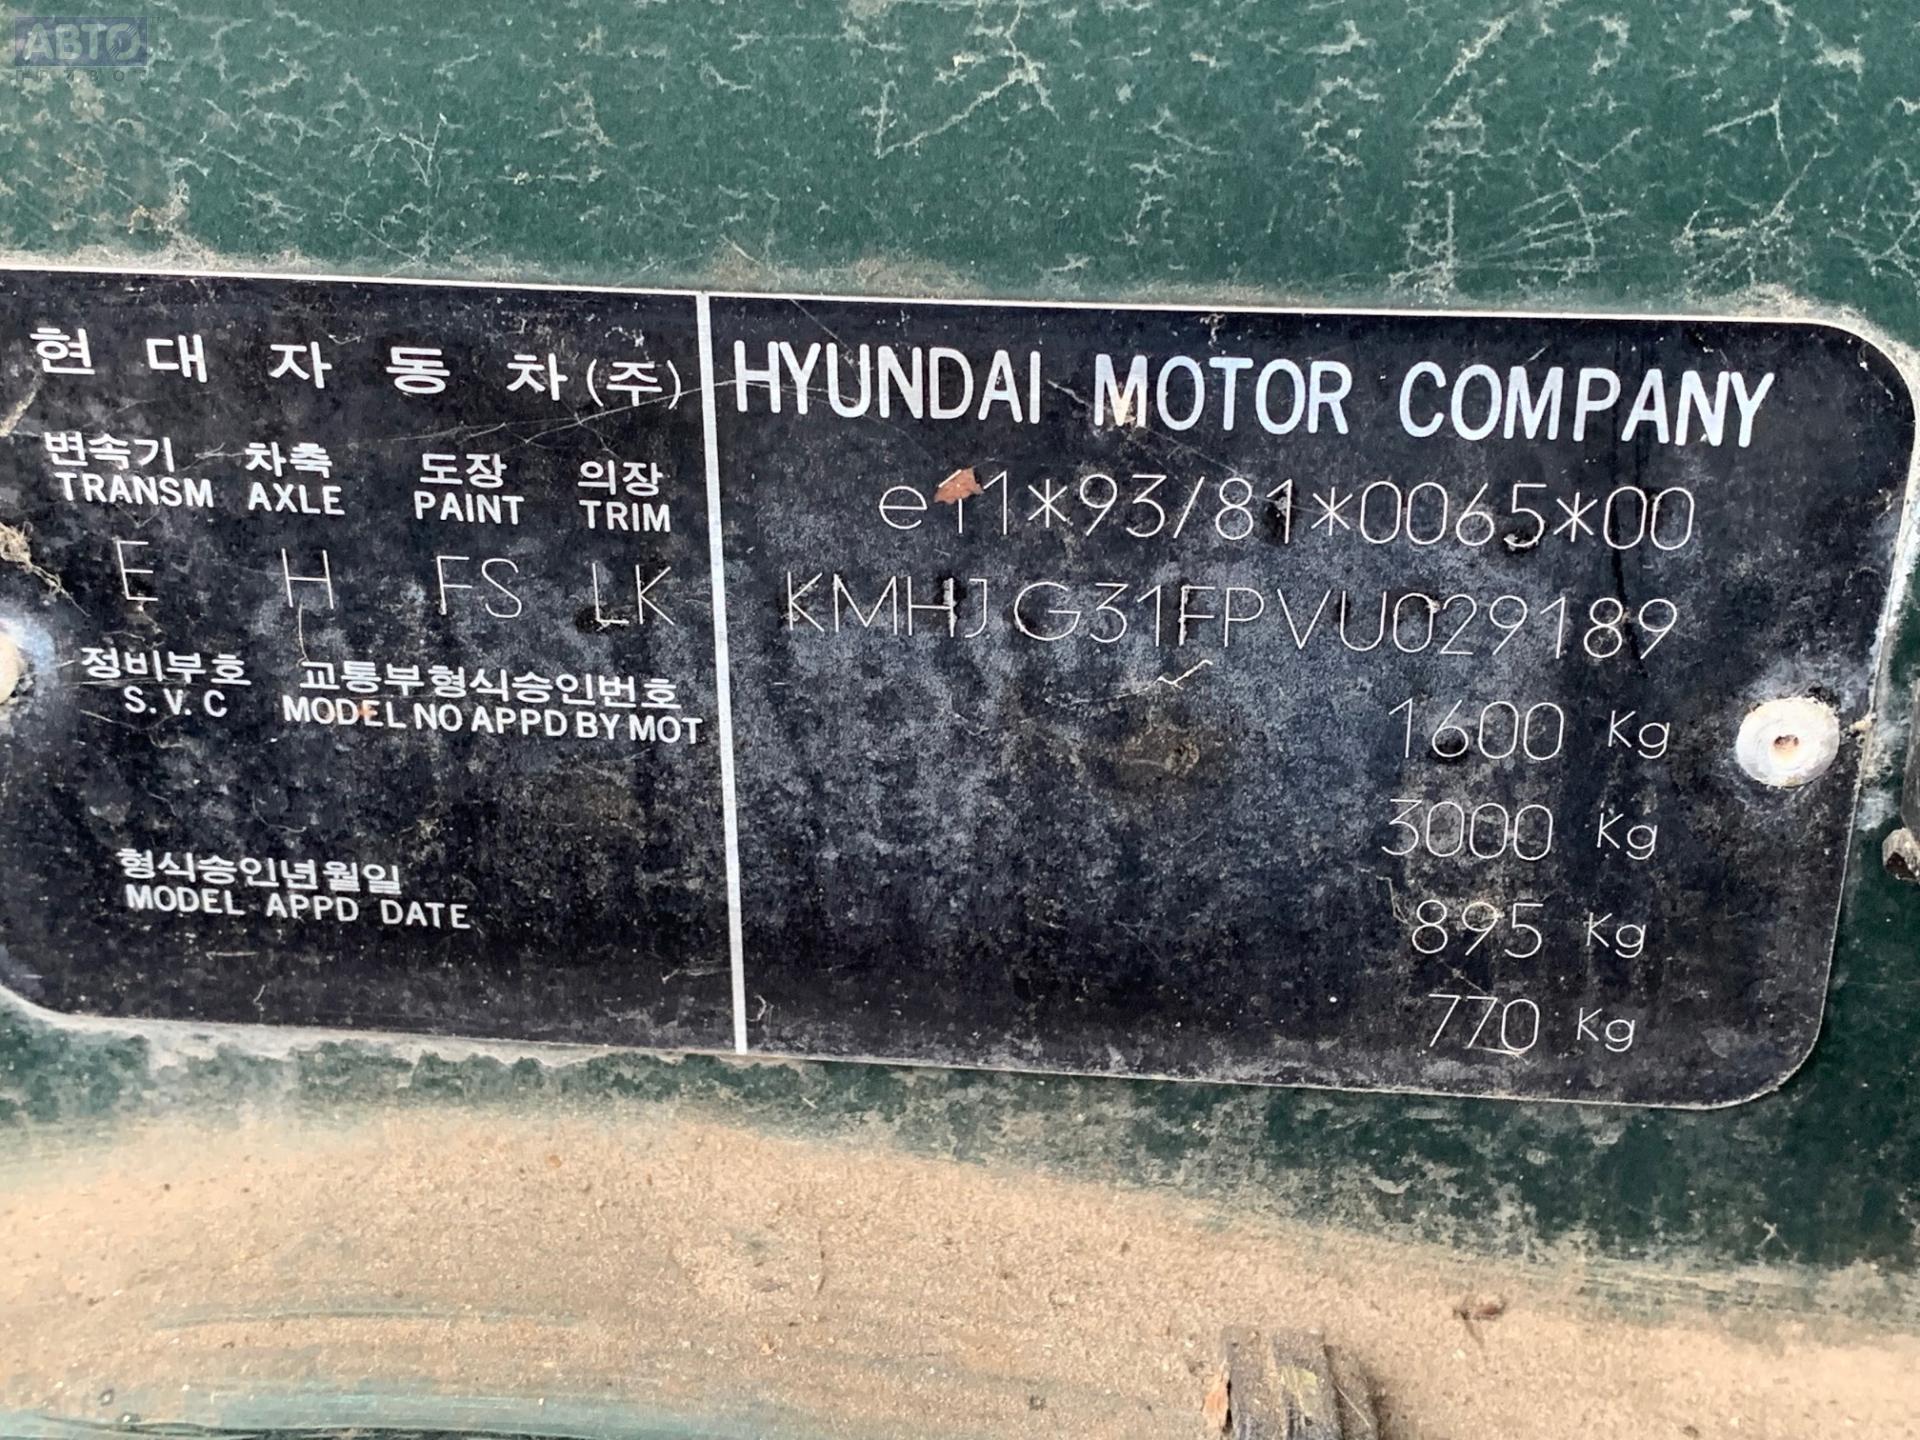 АВТО
ПРИВОЗ
현대자동차(주)
변속기 차축 도장 의장
TRANSM AXLE PAINT TRIM
E H FS LK
정비부호 교통부형식승인번호
S.V.C MODEL NO APPD BY MOT
형식승인년월일
MODEL APPD DATE
HYUNDAI MOTOR COMPANY
e11*93/81*0065*00
KMHJG31FPVU029189
1600 Kg
3000 Kg
895 Kg
770 Kg